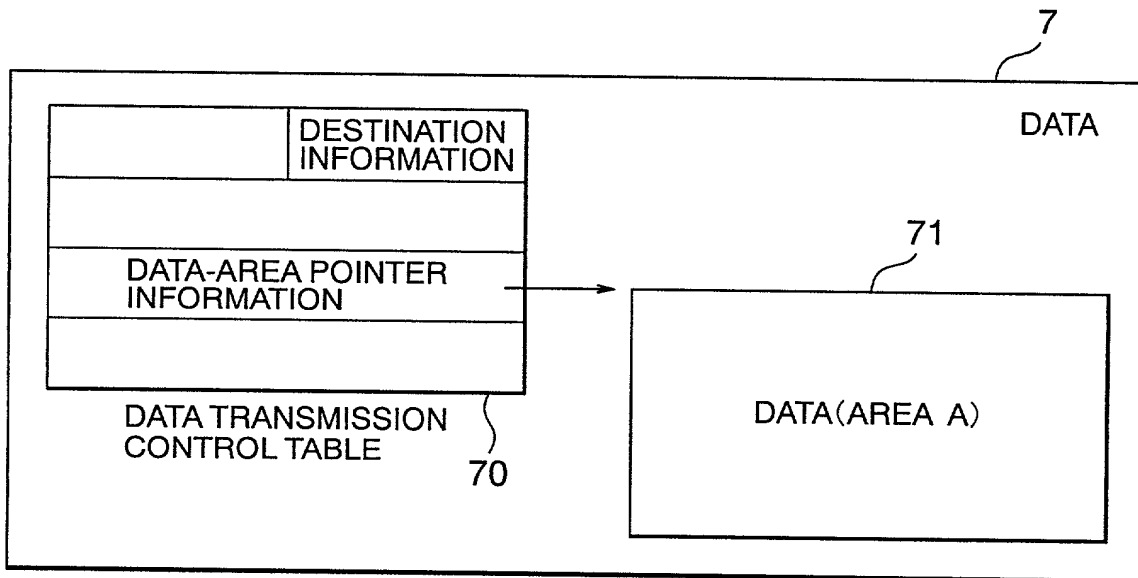 7
DATA
DESTINATION
INFORMATION
DATA-AREA POINTER
INFORMATION
71
DATA(AREA A)
DATA TRANSMISSION
CONTROL TABLE
70